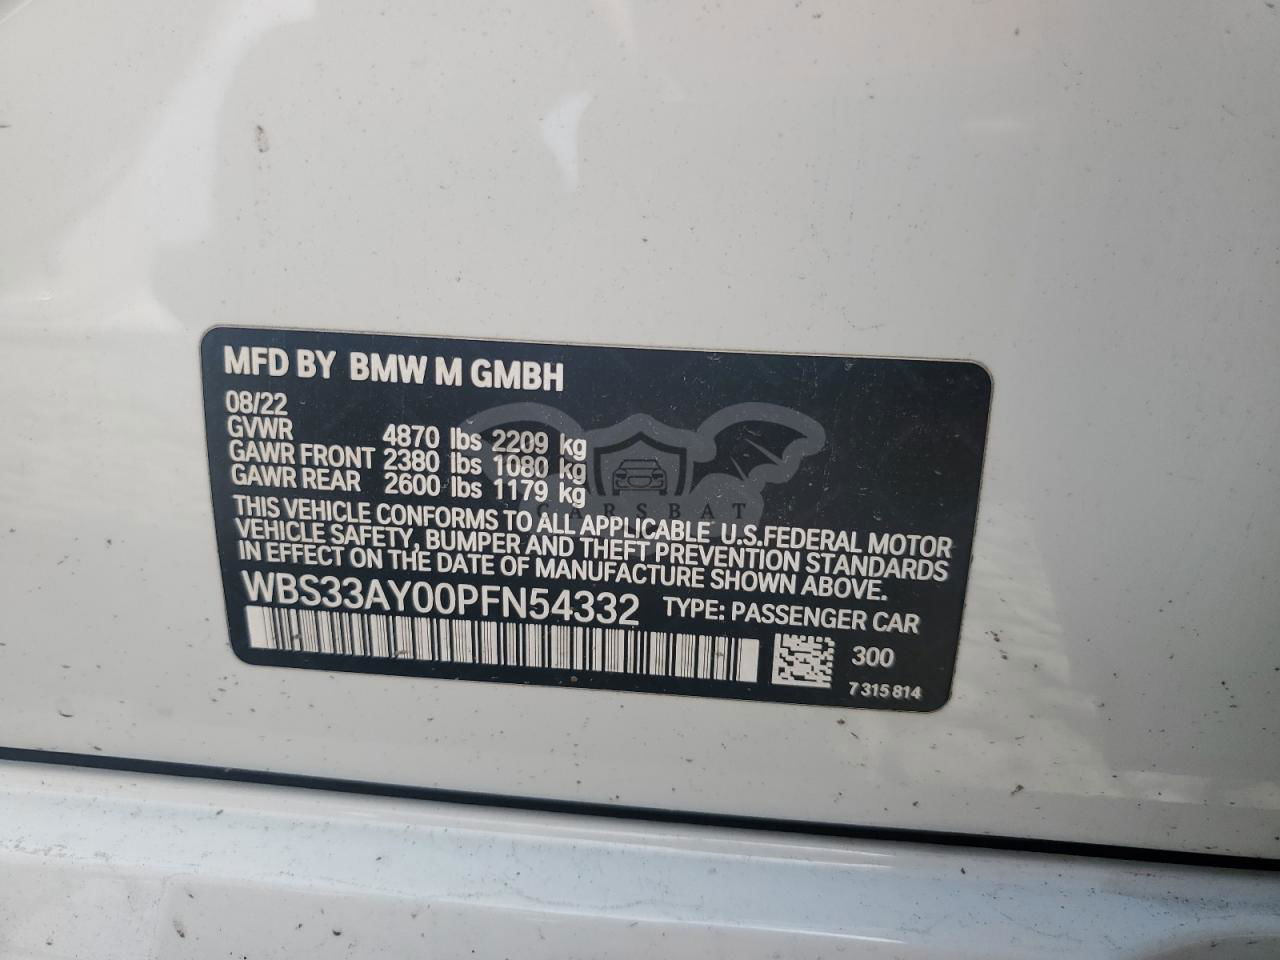 MFD BY BMW M GMBH
08/22
GVWR 4870 lbs 2209 kg
GAWR FRONT 2380 lbs 1080 kg
GAWR REAR 2600 lbs 1179 kg
CARSBAT
THIS VEHICLE CONFORMS TO ALL APPLICABLE U.S.FEDERAL MOTOR
VEHICLE SAFETY, BUMPER AND THEFT PREVENTION STANDARDS
IN EFFECT ON THE DATE OF MANUFACTURE SHOWN ABOVE.
WBS33AY00PFN54332 TYPE: PASSENGER CAR
300
7 315 814